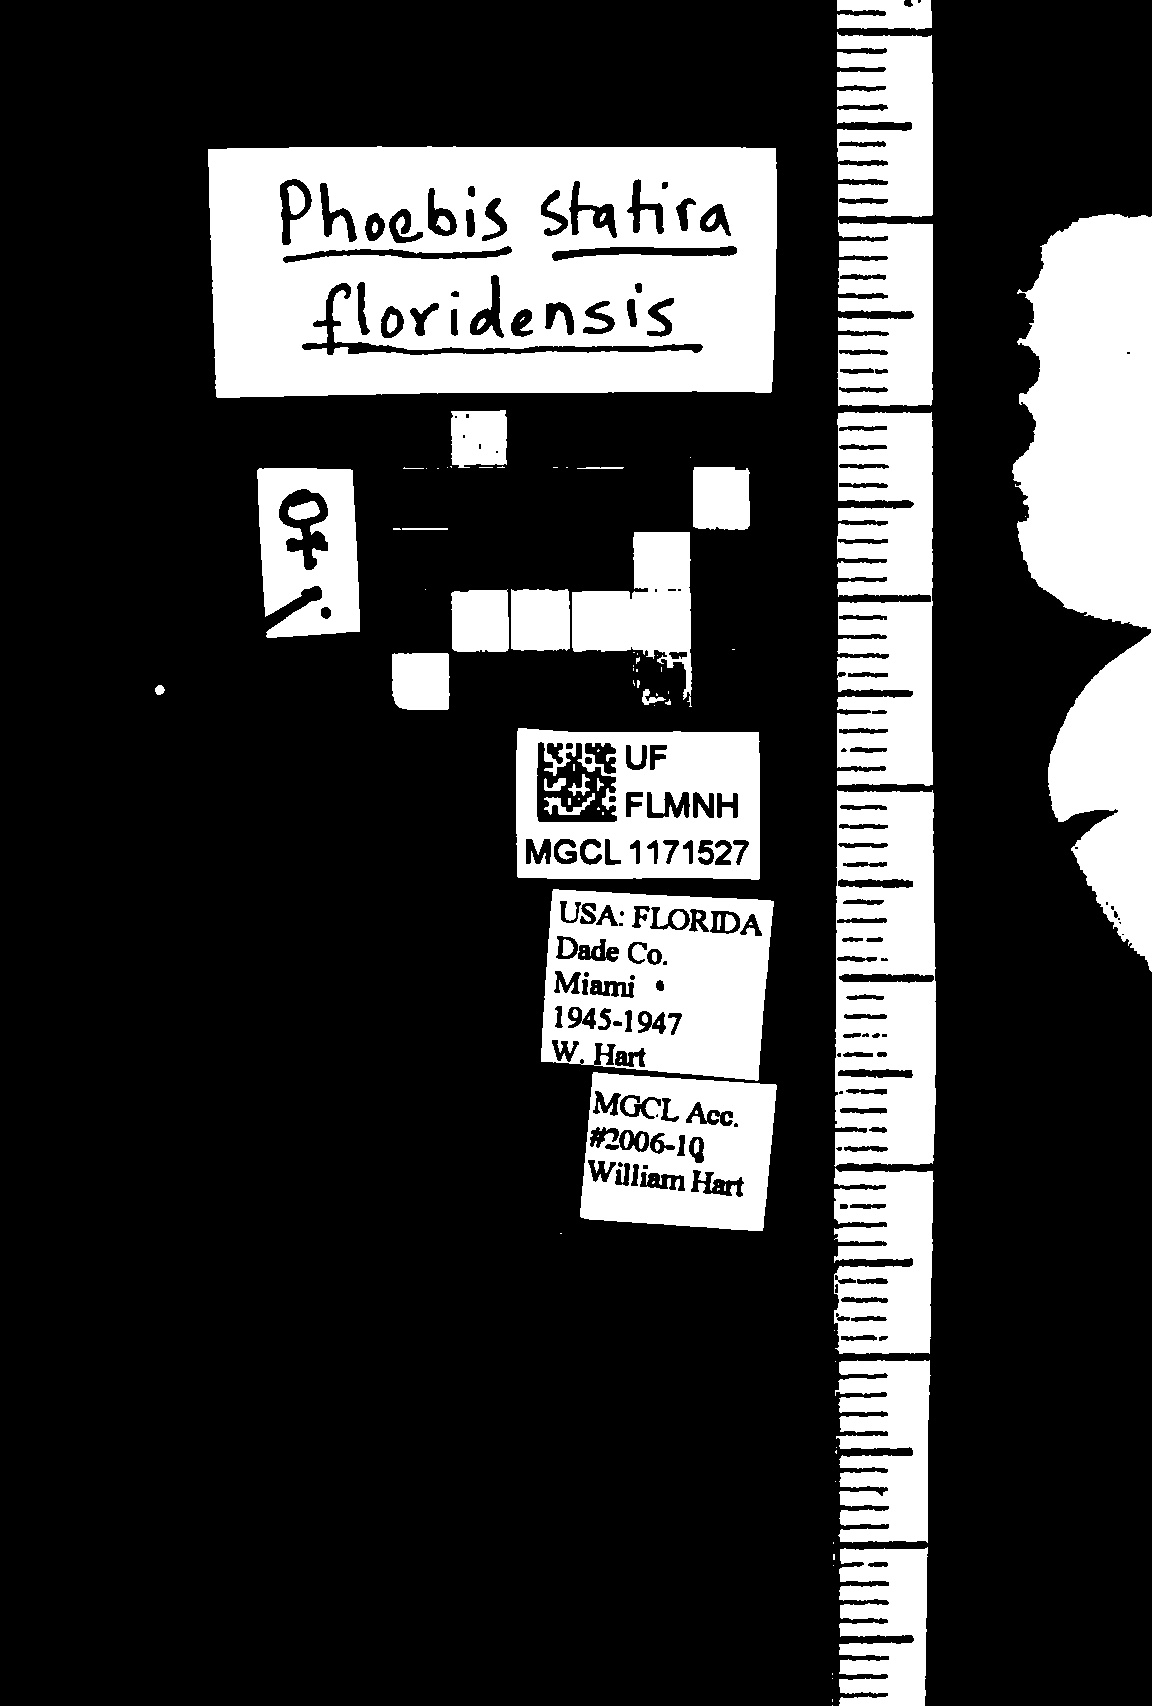 Phoebis statira
floridensis
♀
UF
FLMNH
MGCL 1171527
USA: FLORIDA
Dade Co.
Miami
1945-1947
W. Hart
MGCL Acc.
#2006-10
William Hart